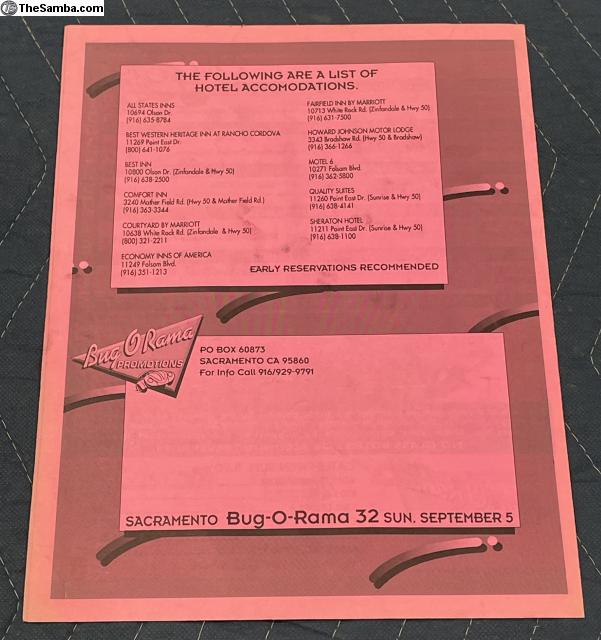 TheSamba.com
THE FOLLOWING ARE A LIST OF
HOTEL ACCOMODATIONS.
ALL STATES INNS
10694 Olson Dr.
(916) 635-8784
BEST WESTERN HERITAGE INN AT RANCHO CORDOVA
11269 Point East Dr.
(800) 641-1076
BEST INN
10800 Olson Dr. (Zinfandale & Hwy 50)
(916) 638-2500
COMFORT INN
3240 Mather Field Rd. (Hwy 50 & Mather Field Rd.)
(916) 363-3344
COURTYARD BY MARRIOTT
10638 White Rock Rd. (Zinfandale & Hwy 50)
(800) 321-2211
ECONOMY INNS OF AMERICA
11249 Folsom Blvd.
(916) 351-1213
FAIRFIELD INN BY MARRIOTT
10713 White Rock Rd. (Zinfandale & Hwy 50)
(916) 631-7500
HOWARD JOHNSON MOTOR LODGE
3343 Bradshaw Rd. (Hwy 50 & Bradshaw)
(916) 366-1266
MOTEL 6
10271 Folsom Blvd.
(916) 362-5800
QUALITY SUITES
11260 Point East Dr. (Sunrise & Hwy 50)
(916) 638-4141
SHERATON HOTEL
11211 Point East Dr. (Sunrise & Hwy 50)
(916) 638-1100
EARLY RESERVATIONS RECOMMENDED
Bug O Rama
PROMOTIONS
PO BOX 60873
SACRAMENTO CA 95860
For Info Call 916/929-9791
SACRAMENTO Bug-O-Rama 32 SUN. SEPTEMBER 5